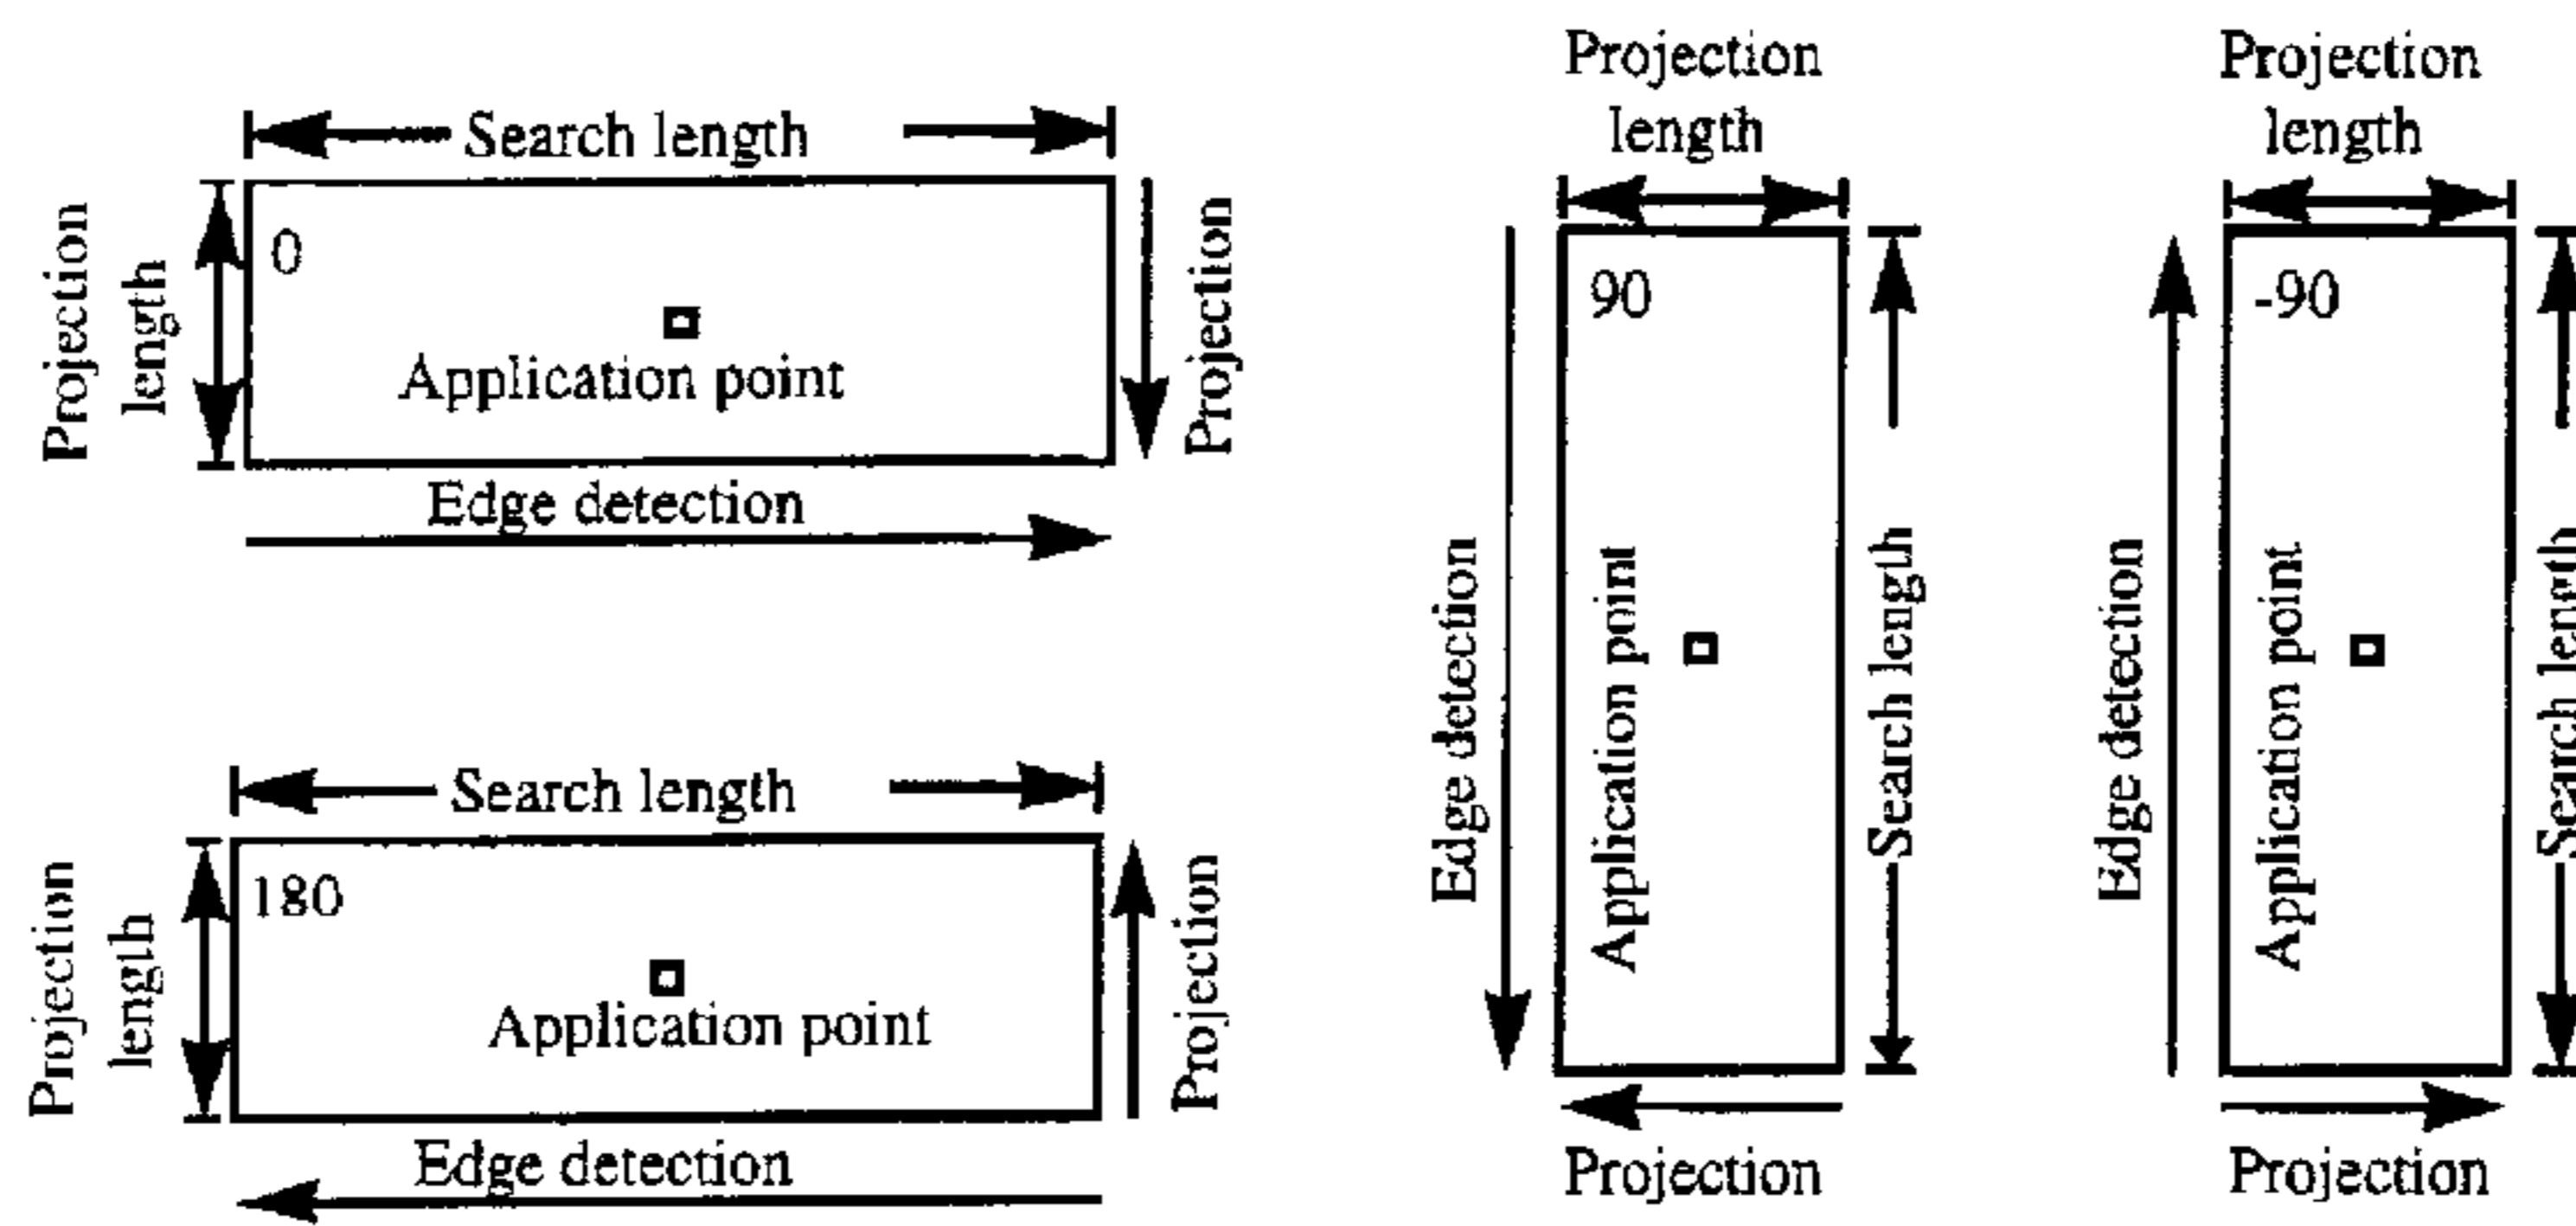 Search length
Projection
length
0
Application point
Projection
Edge detection
Search length
Projection
length
180
Application point
Projection
Edge detection
Projection
length
90
Edge detection
Application point
Search length
Projection
Projection
length
-90
Edge detection
Application point
Search length
Projection